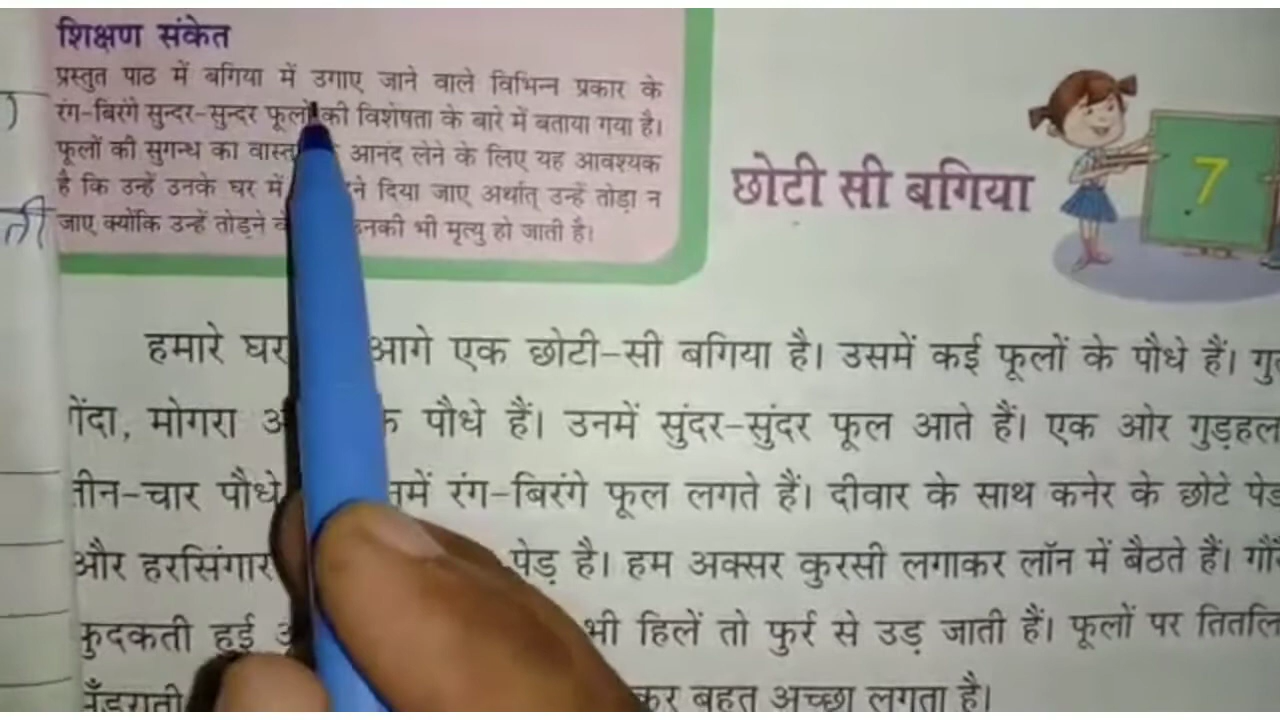 शिक्षण संकेत
प्रस्तुत पाठ में बगिया में उगाए जाने वाले विभिन्न प्रकार के
रंग-बिरंगे सुन्दर-सुन्दर फूलों की विशेषता के बारे में बताया गया है।
फूलों की सुगन्ध का आनंद लेने के लिए यह आवश्यक
है कि उन्हें उनके घर में दिया जाए अर्थात् उन्हें तोड़ा न
जाए क्योंकि उन्हें तोड़ने उनकी भी मृत्यु हो जाती है।
छोटी सी बगिया
7
हमारे घर आगे एक छोटी-सी बगिया है। उसमें कई फूलों के पौधे हैं।
गेंदा, मोगरा पौधे हैं। उनमें सुंदर-सुंदर फूल आते हैं। एक ओर गुड़हल
तीन-चार पौधे रंग-बिरंगे फूल लगते हैं। दीवार के साथ कनेर के छोटे पेड़
और हरसिंगार पेड़ है। हम अक्सर कुरसी लगाकर लॉन में बैठते हैं।
कुदकती हुई भी हिलें तो फुर्र से उड़ जाती हैं। फूलों पर
बहुत अच्छा लगता है।